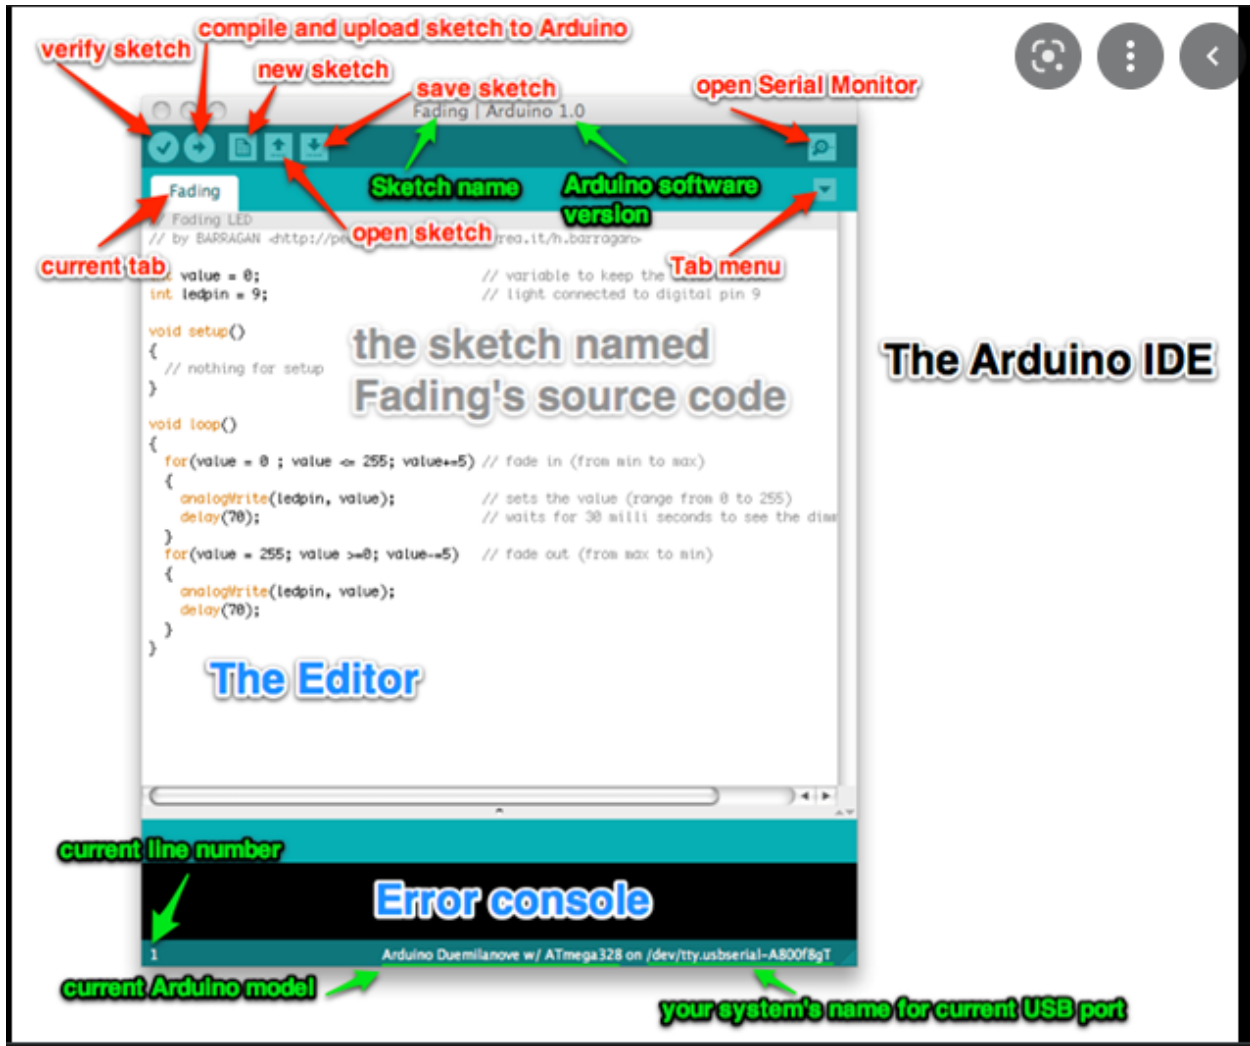 compile and upload sketch to Arduino
verify sketch
new sketch
save sketch
open Serial Monitor
Fading | Arduino 1.0
Sketch name
Arduino software
version
Fading
open sketch
current tab
Tab menu
// Fading LED
// by BARRAGAN <http://
rea.it/h.barragan>
value = 0; // variable to keep the
int ledpin = 9; // light connected to digital pin 9
void setup()
{
// nothing for setup
}
the sketch named
Fading's source code
The Arduino IDE
void loop()
{
for(value = 0 ; value <= 255; value+=5) // fade in (from min to max)
{
analogWrite(ledpin, value); // sets the value (range from 0 to 255)
delay(70); // waits for 30 milli seconds to see the dimm
}
for(value = 255; value >=0; value-=5) // fade out (from max to min)
{
analogWrite(ledpin, value);
delay(70);
}
}
The Editor
current line number
Error console
1
Arduino Duemilanove w/ ATmega328 on /dev/tty.usbserial-A800f8gT
current Arduino model
your system's name for current USB port